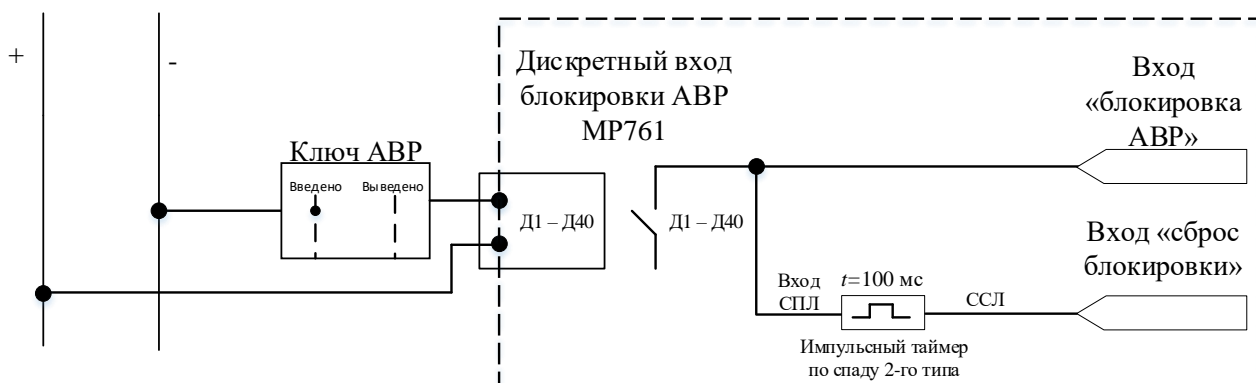 +
-
Дискретный вход
блокировки АВР
МР761
Ключ АВР
Введено
Выведено
Д1 – Д40
Д1 – Д40
Вход
«блокировка
АВР»
Вход «сброс
блокировки»
Вход
СПЛ
t=100 мс
ССЛ
Импульсный таймер
по спаду 2-го типа